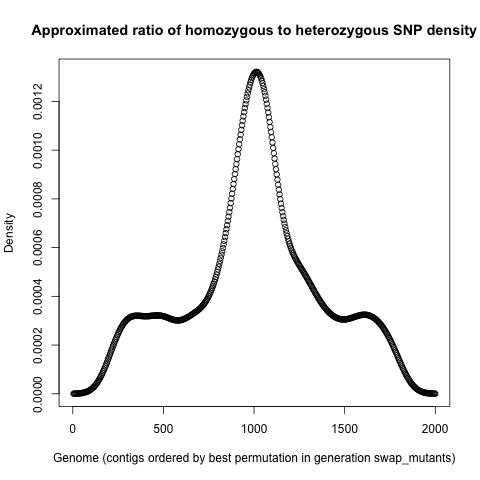 Approximated ratio of homozygous to heterozygous SNP density
Density
0.0012
0.0010
0.0008
0.0006
0.0004
0.0002
0.0000
0 500 1000 1500 2000
Genome (contigs ordered by best permutation in generation swap_mutants)